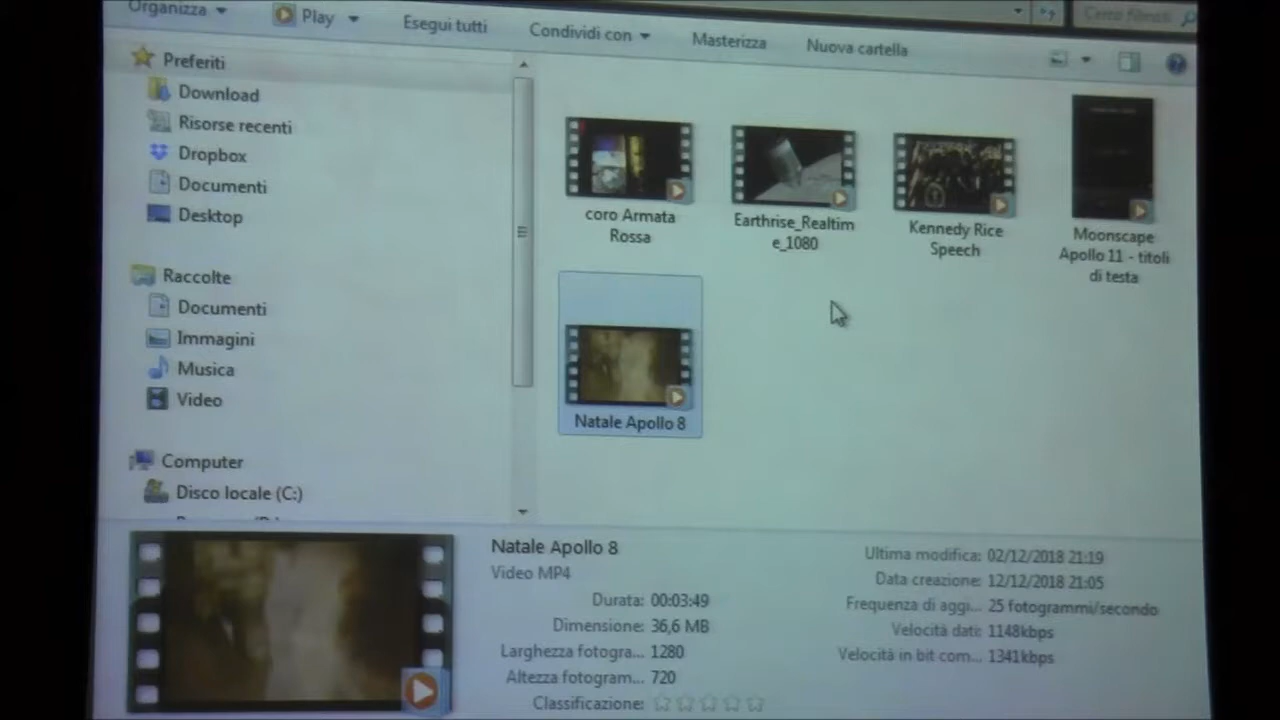 Organizza
Play
Esegui tutti
Condividi con
Masterizza
Nuova cartella
Cerca filmati
Preferiti
Download
Risorse recenti
Dropbox
Documenti
Desktop
Raccolte
Documenti
Immagini
Musica
Video
Computer
Disco locale (C:)
coro Armata
Rossa
Earthrise_Realtim
e_1080
Kennedy Rice
Speech
Moonscape
Apollo 11 - titoli
di testa
Natale Apollo 8
Natale Apollo 8
Video MP4
Durata: 00:03:49
Dimensione: 36,6 MB
Larghezza fotogra... 1280
Altezza fotogram... 720
Classificazione:
Ultima modifica: 02/12/2018 21:19
Data creazione: 12/12/2018 21:05
Frequenza di aggi... 25 fotogrammi/secondo
Velocità dati: 1148kbps
Velocità in bit com... 1341kbps